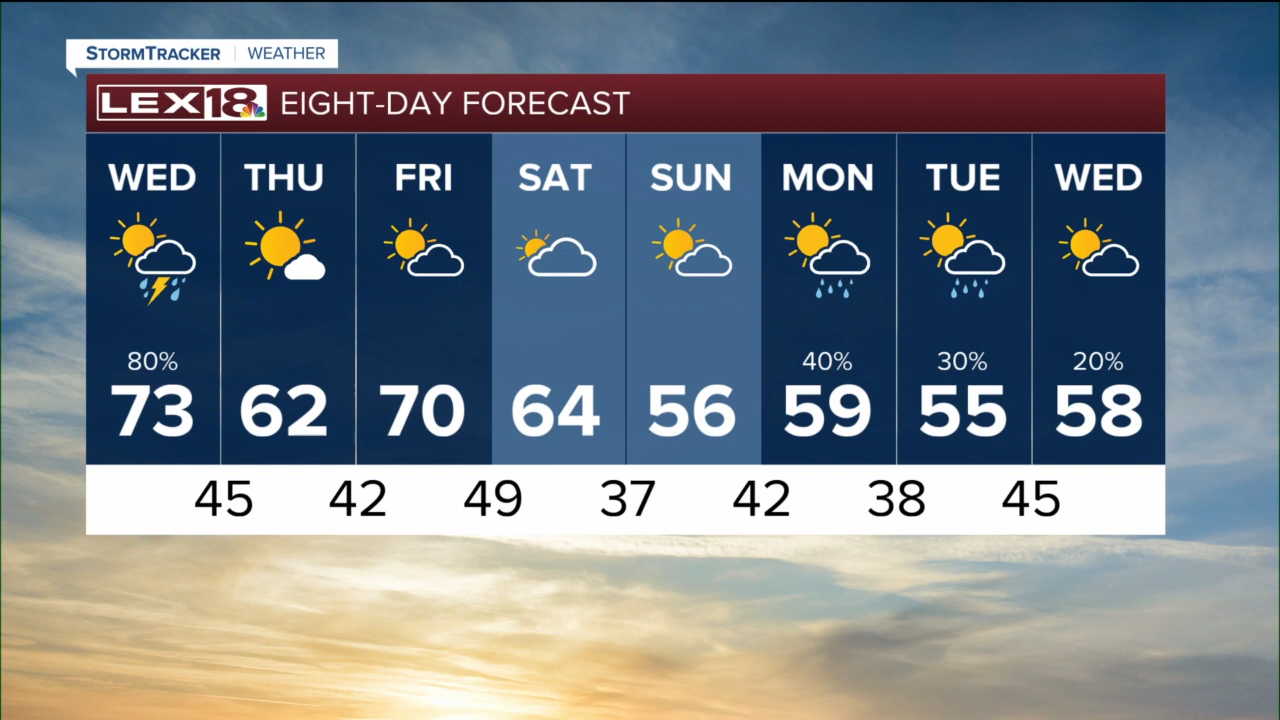 STORMTRACKER | WEATHER
LEX18 EIGHT-DAY FORECAST
WED THU FRI SAT SUN MON TUE WED
80% 40% 30% 20%
73 62 70 64 56 59 55 58
45 42 49 37 42 38 45